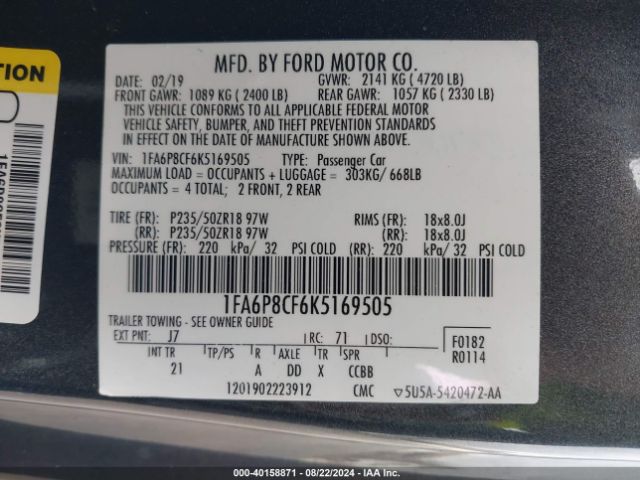 TION
MFD. BY FORD MOTOR CO.
DATE: 02/19 GVWR: 2141 KG ( 4720 LB)
FRONT GAWR: 1089 KG ( 2400 LB) REAR GAWR: 1057 KG ( 2330 LB)
THIS VEHICLE CONFORMS TO ALL APPLICABLE FEDERAL MOTOR
VEHICLE SAFETY, BUMPER, AND THEFT PREVENTION STANDARDS
IN EFFECT ON THE DATE OF MANUFACTURE SHOWN ABOVE.
VIN: 1FA6P8CF6K5169505 TYPE: Passenger Car
MAXIMUM LOAD = OCCUPANTS + LUGGAGE = 303KG/ 668LB
OCCUPANTS = 4 TOTAL; 2 FRONT, 2 REAR
TIRE (FR): P235/50ZR18 97W RIMS (FR): 18x8.0J
(RR): P235/50ZR18 97W (RR): 18x8.0J
PRESSURE (FR): 220 kPa/ 32 PSI COLD (RR): 220 kPa/ 32 PSI COLD
1FA6P8CF6K5169505
TRAILER TOWING - SEE OWNER GUIDE
EXT PNT: J7 RC: 71 DSO: F0182
INT TR TP/PS R AXLE TR SPR R0114
21 A DD X CCBB
1201902223912 CMC ▽5U5A-5420472-AA
000-40158871 - 08/22/2024 - IAA Inc.